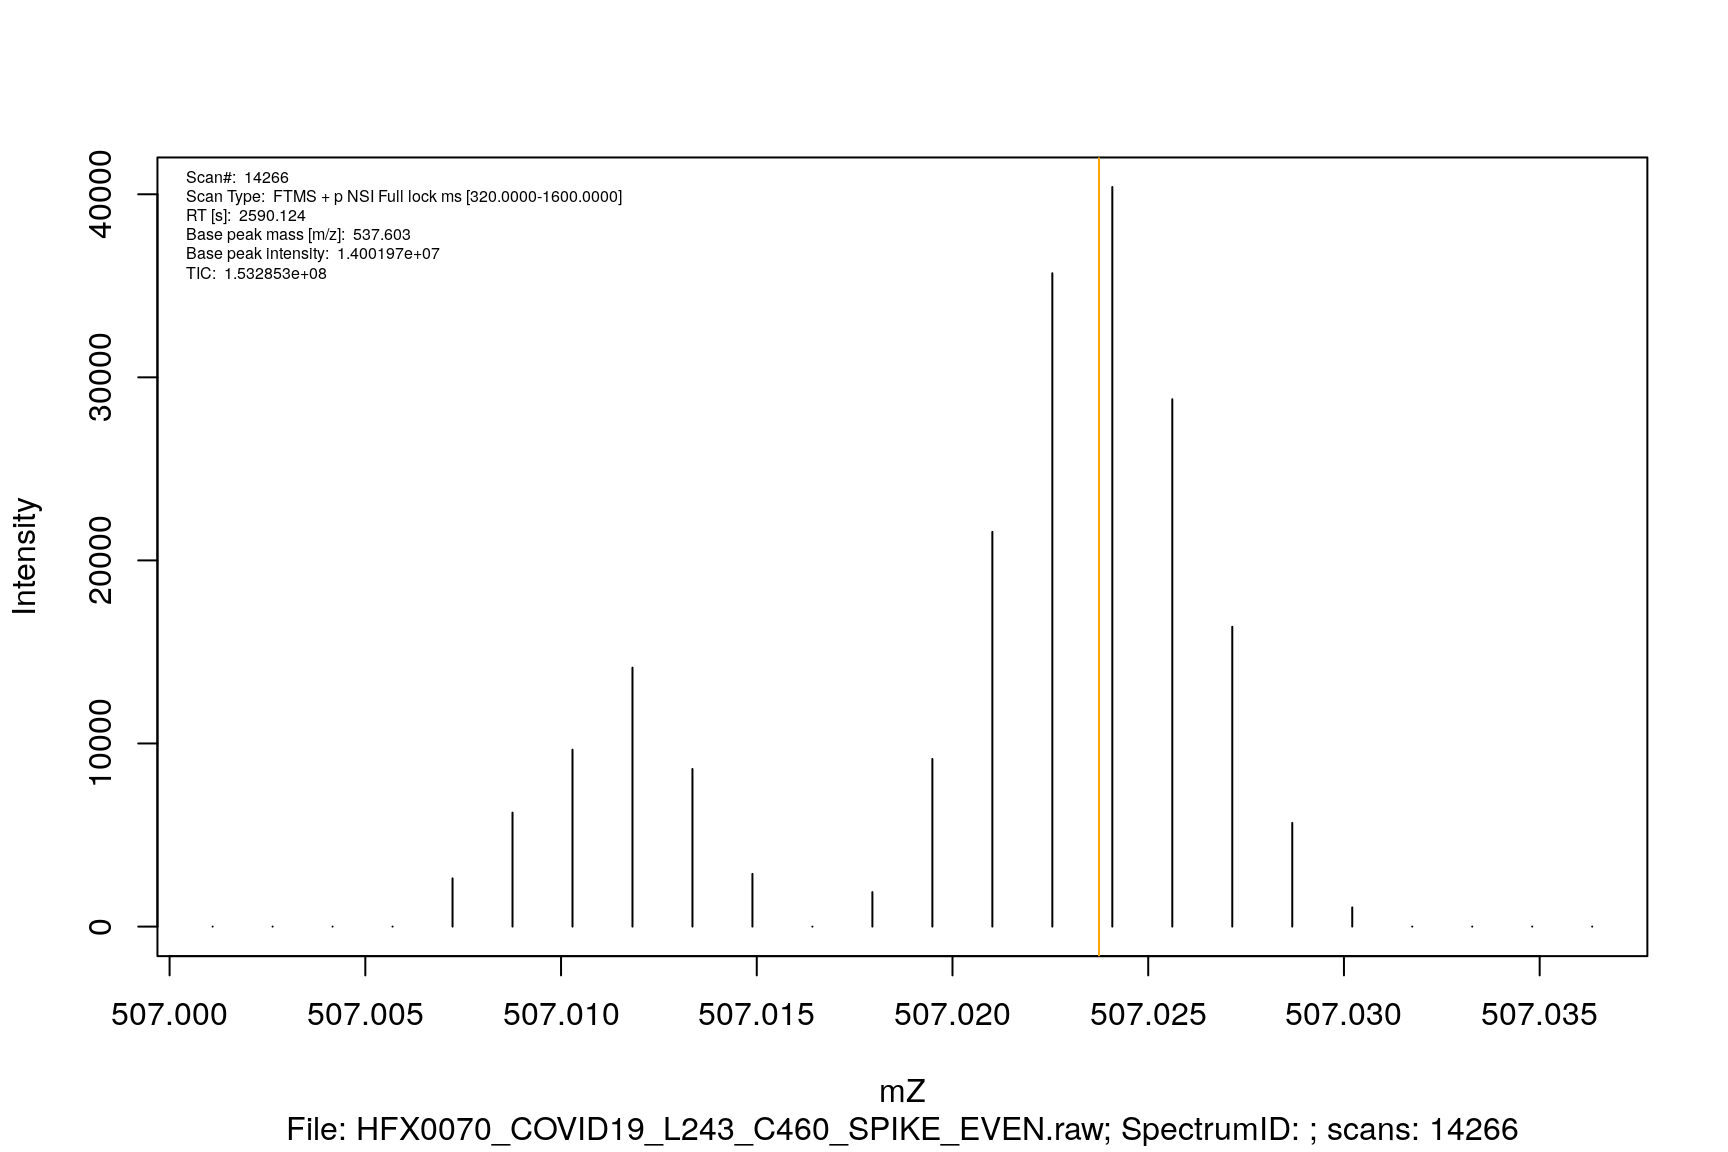 Scan#: 14266
Scan Type: FTMS + p NSI Full lock ms [320.0000-1600.0000]
RT [s]: 2590.124
Base peak mass [m/z]: 537.603
Base peak intensity: 1.400197e+07
TIC: 1.532853e+08
40000
30000
20000
10000
0
Intensity
507.000 507.005 507.010 507.015 507.020 507.025 507.030 507.035
mZ
File: HFX0070_COVID19_L243_C460_SPIKE_EVEN.raw; SpectrumID: ; scans: 14266